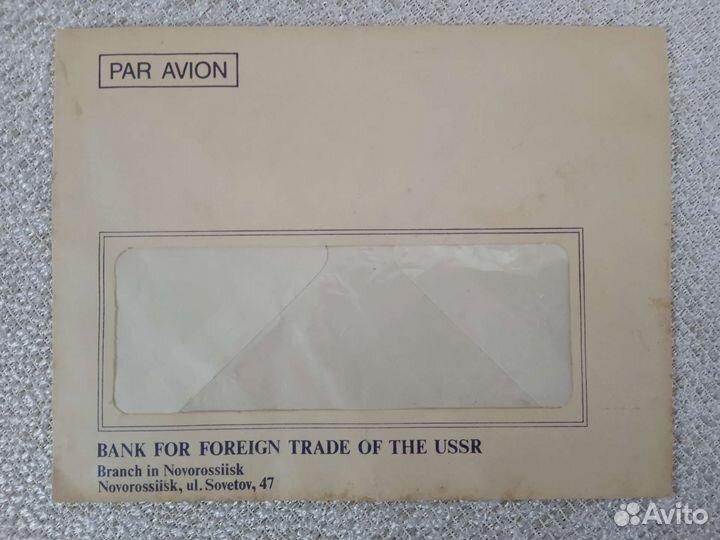 PAR AVION
BANK FOR FOREIGN TRADE OF THE USSR
Branch in Novorossiisk
Novorossiisk, ul. Sovetov, 47
Avito